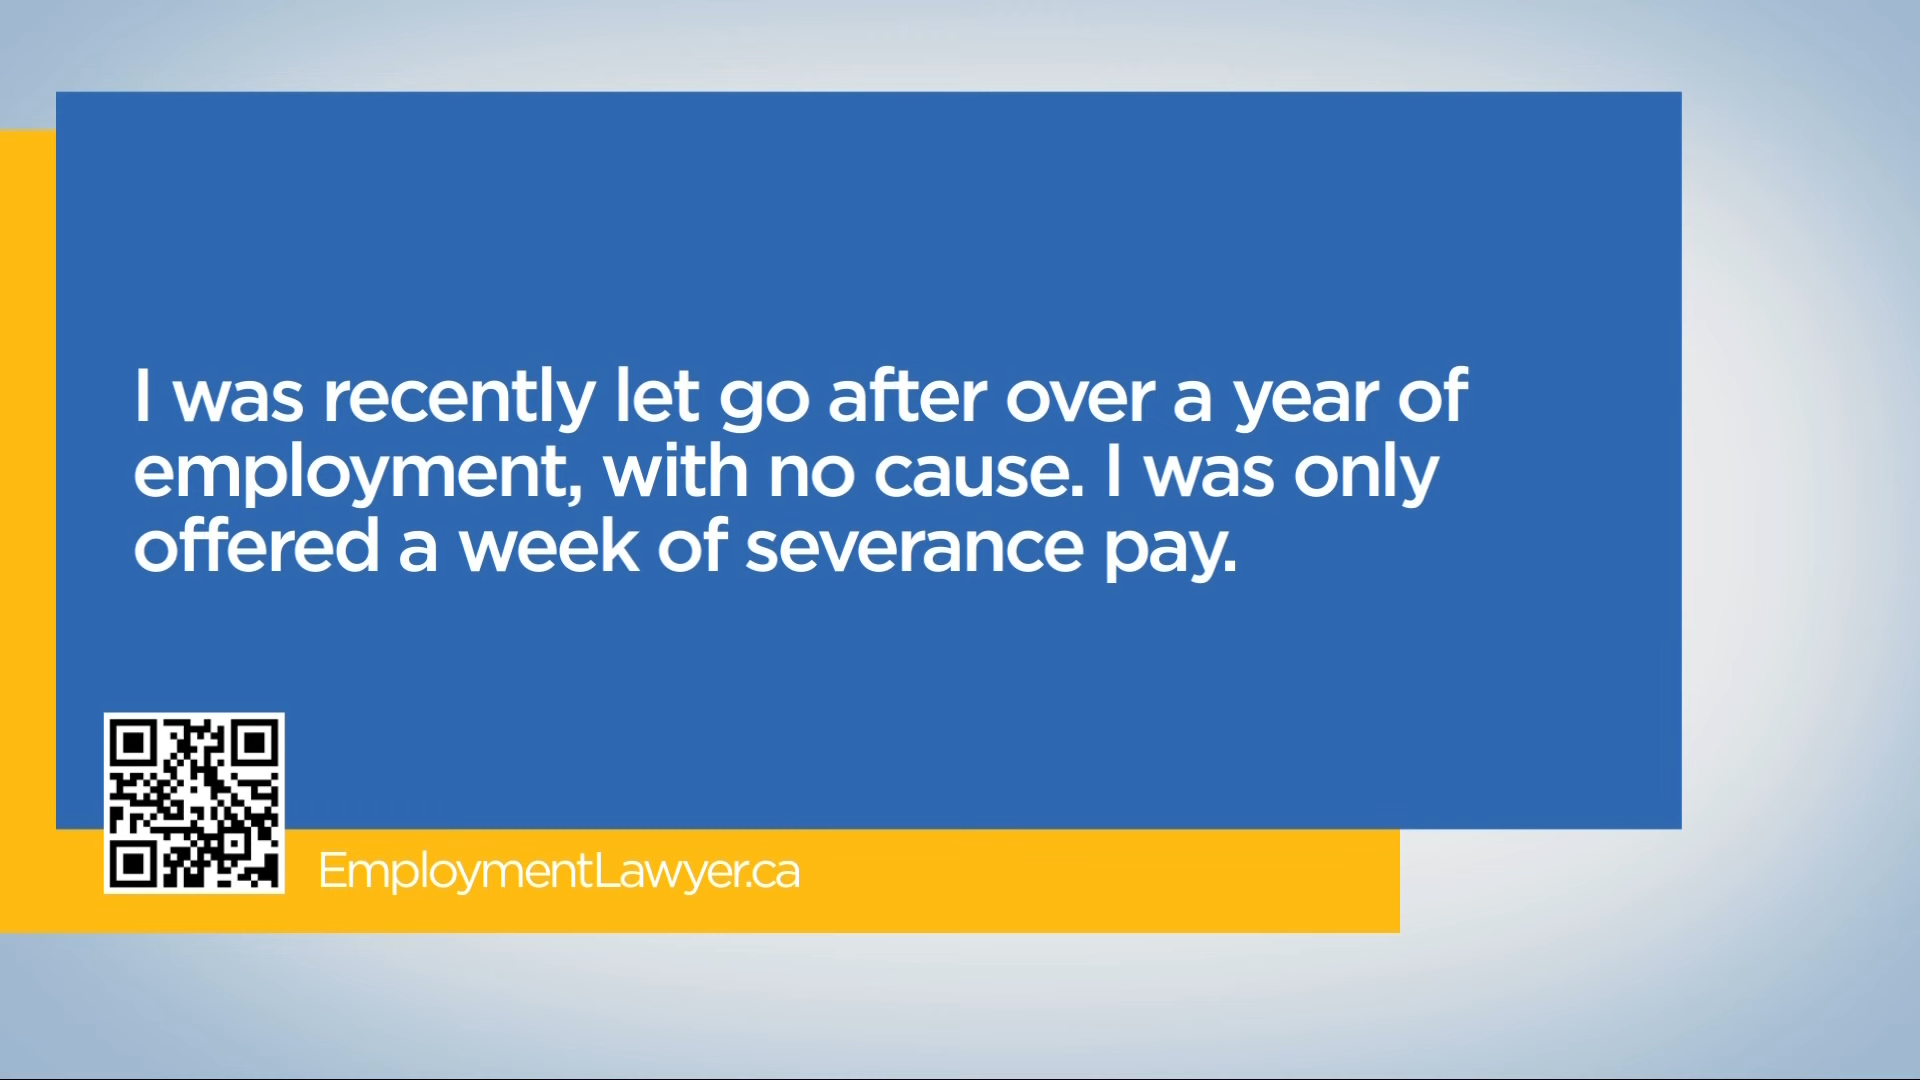 I was recently let go after over a year of
employment, with no cause. I was only
offered a week of severance pay.
EmploymentLawyer.ca